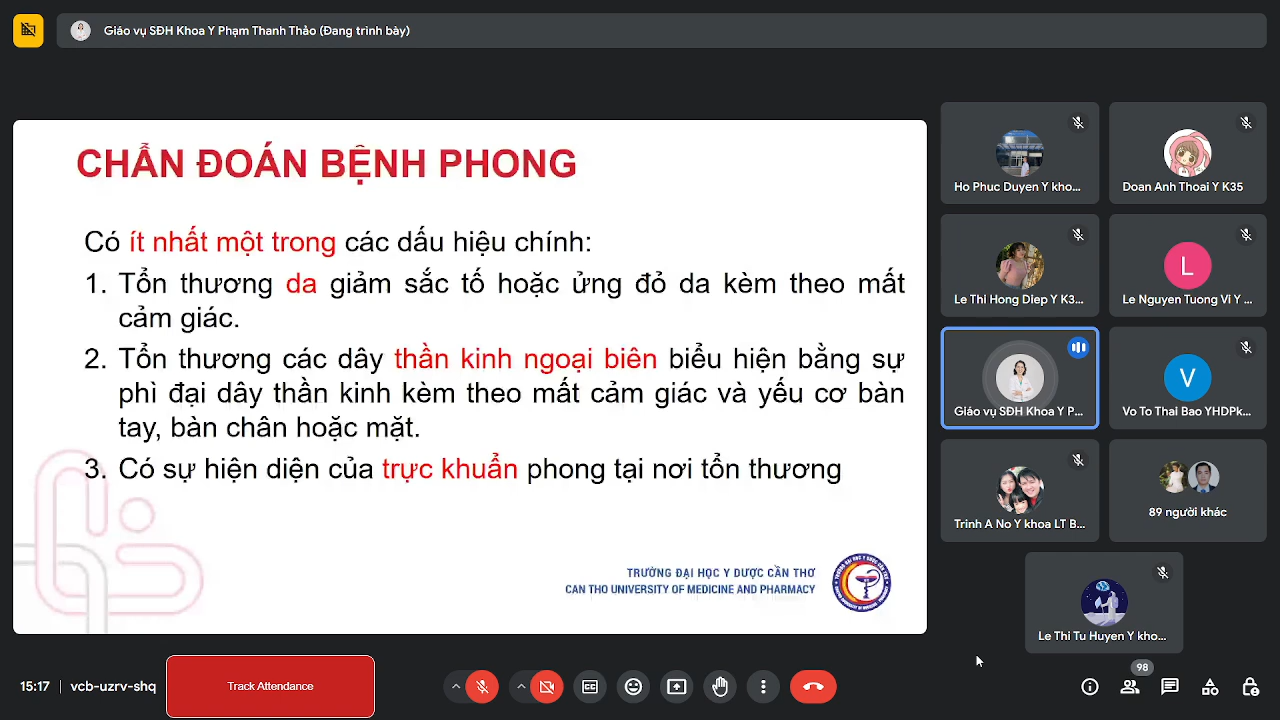 Giáo vụ SĐH Khoa Y Phạm Thanh Thảo (Đang trình bày)
CHẨN ĐOÁN BỆNH PHONG
Có ít nhất một trong các dấu hiệu chính:
1. Tổn thương da giảm sắc tố hoặc ửng đỏ da kèm theo mất
cảm giác.
2. Tổn thương các dây thần kinh ngoại biên biểu hiện bằng sự
phì đại dây thần kinh kèm theo mất cảm giác và yếu cơ bàn
tay, bàn chân hoặc mặt.
3. Có sự hiện diện của trực khuẩn phong tại nơi tổn thương
TRƯỜNG ĐẠI HỌC Y DƯỢC CẦN THƠ
CAN THO UNIVERSITY OF MEDICINE AND PHARMACY
Ho Phuc Duyen Y kho...
Doan Anh Thoai Y K35
Le Thi Hong Diep Y K3...
L
Le Nguyen Tuong Vi Y ...
Giáo vụ SĐH Khoa Y P...
V
Vo To Thai Bao YHDPk...
Trinh A No Y khoa LT B...
89 người khác
Le Thi Tu Huyen Y kho...
15:17 | vcb-uzrv-shq
Track Attendance
98